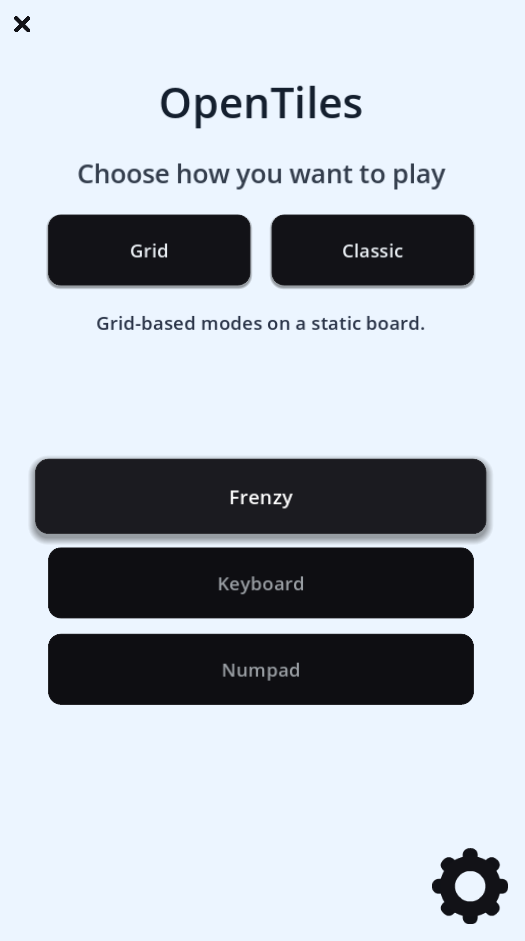 OpenTiles
Choose how you want to play
Grid
Classic
Grid-based modes on a static board.
Frenzy
Keyboard
Numpad